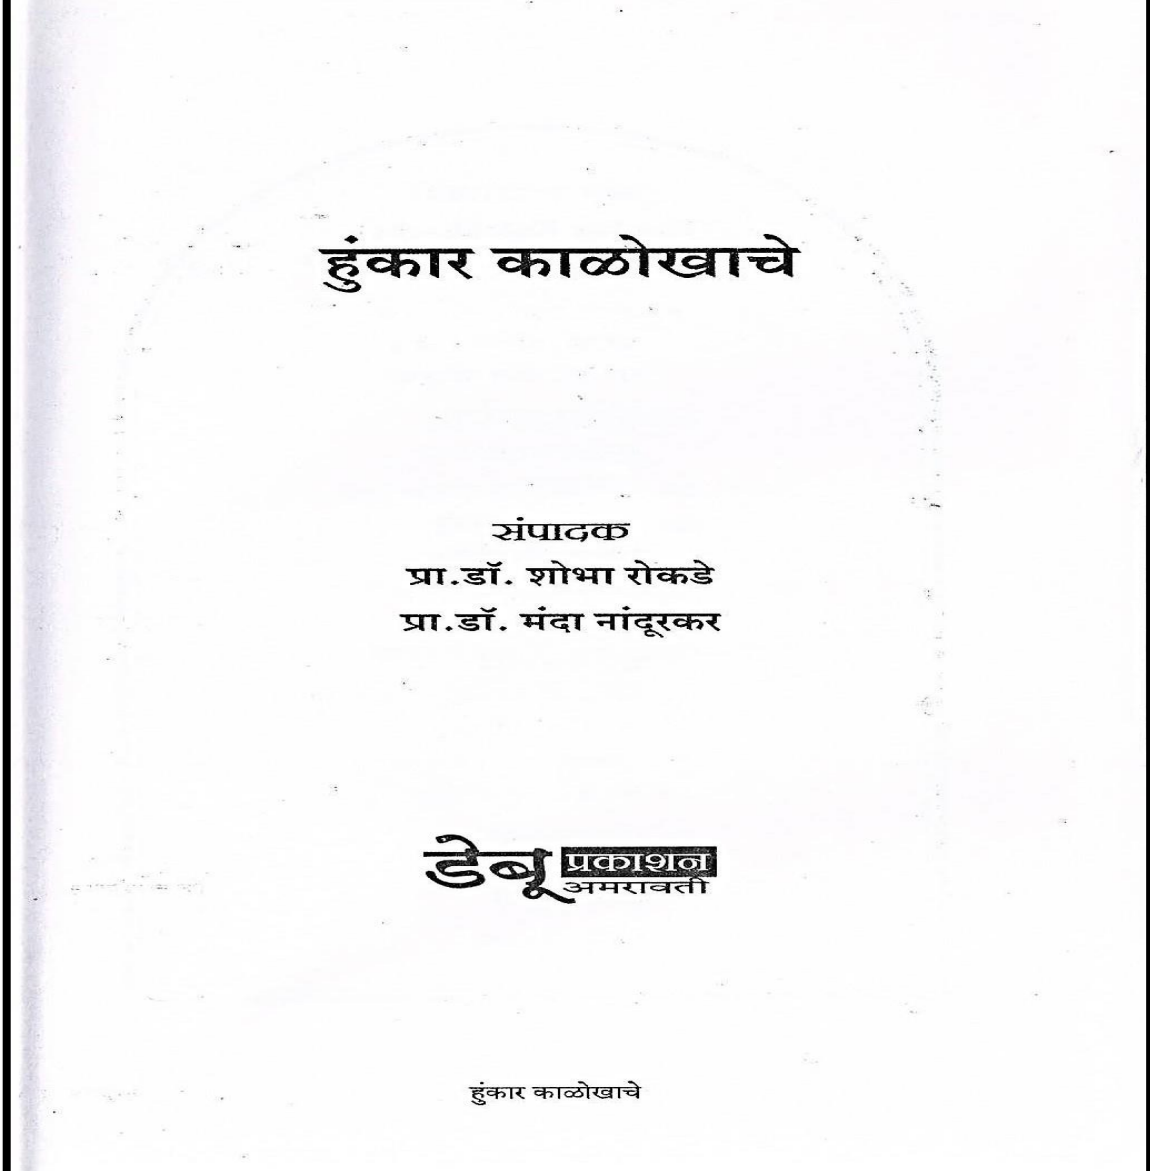 हुंकार काळोखाचे
संपादक
प्रा.डॉ. शोभा रोकडे
प्रा.डॉ. मंदा नांदूरकर
डेबू प्रकाशन
अमरावती
हुंकार काळोखाचे